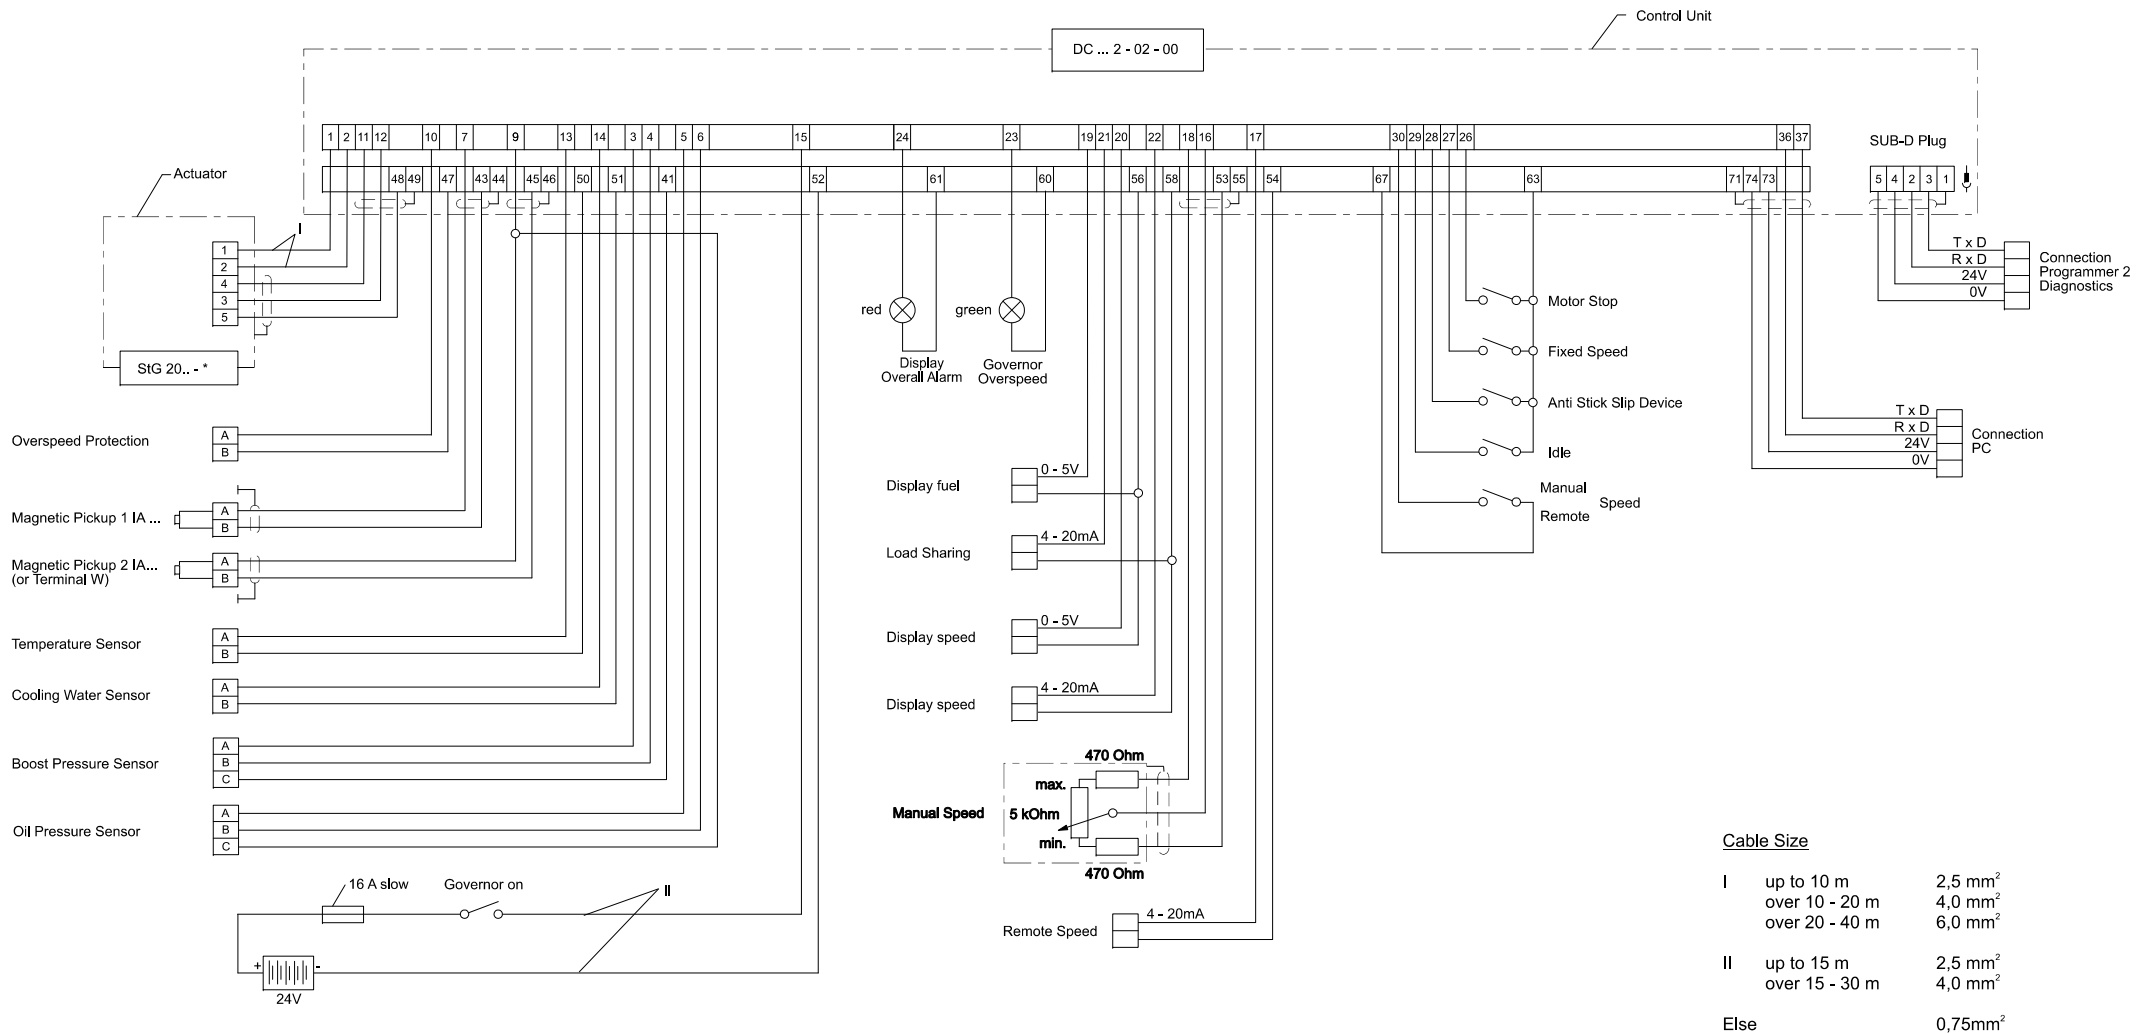 Control Unit
DC ... 2 - 02 - 00
1 2 11 12 10 7 9 13 14 3 4 5 6 15 24 23 19 21 20 22 18 16 17 30 29 28 27 26 36 37
SUB-D Plug
48 49 47 43 44 45 46 50 51 41 52 61 60 56 58 53 55 54 67 63 71 74 73
5 4 2 3 1
Actuator
I
1
2
4
3
5
StG 20.. - *
T x D
R x D
24V
0V
Connection
Programmer 2
Diagnostics
red
Display
Overall Alarm
green
Governor
Overspeed
Motor Stop
Fixed Speed
Anti Stick Slip Device
Idle
Manual
Remote
Speed
T x D
R x D
24V
0V
Connection
PC
Overspeed Protection
A
B
Magnetic Pickup 1 IA ...
A
B
Magnetic Pickup 2 IA...
(or Terminal W)
A
B
Temperature Sensor
A
B
Cooling Water Sensor
A
B
Boost Pressure Sensor
A
B
C
Oil Pressure Sensor
A
B
C
Display fuel
0 - 5V
Load Sharing
4 - 20mA
Display speed
0 - 5V
Display speed
4 - 20mA
470 Ohm
max.
Manual Speed
5 kOhm
min.
470 Ohm
Remote Speed
4 - 20mA
16 A slow
Governor on
II
+
-
24V
Cable Size
I up to 10 m 2,5 mm²
over 10 - 20 m 4,0 mm²
over 20 - 40 m 6,0 mm²
II up to 15 m 2,5 mm²
over 15 - 30 m 4,0 mm²
Else 0,75mm²